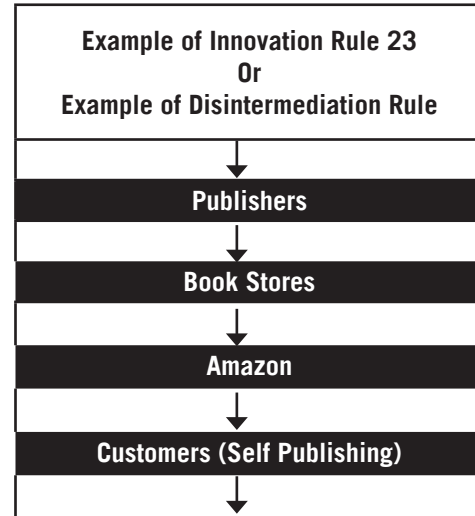 Example of Innovation Rule 23
Or
Example of Disintermediation Rule
Publishers
Book Stores
Amazon
Customers (Self Publishing)